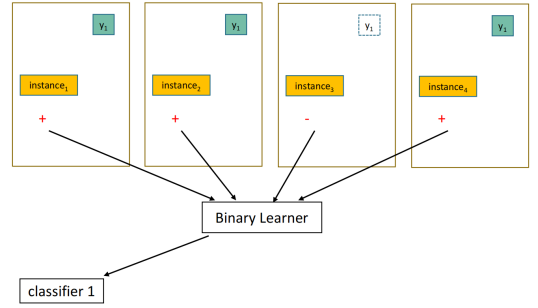 y₁ y₁ y₁ y₁
instance₁ instance₂ instance₃ instance₄
+ + - +
Binary Learner
classifier 1